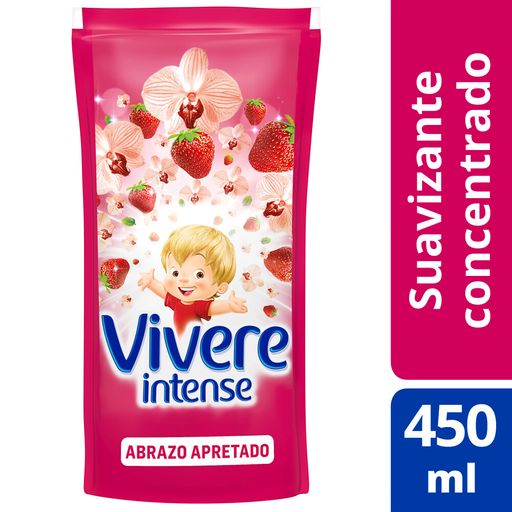 Vivere
intense
ABRAZO APRETADO
Suavizante
concentrado
450
ml